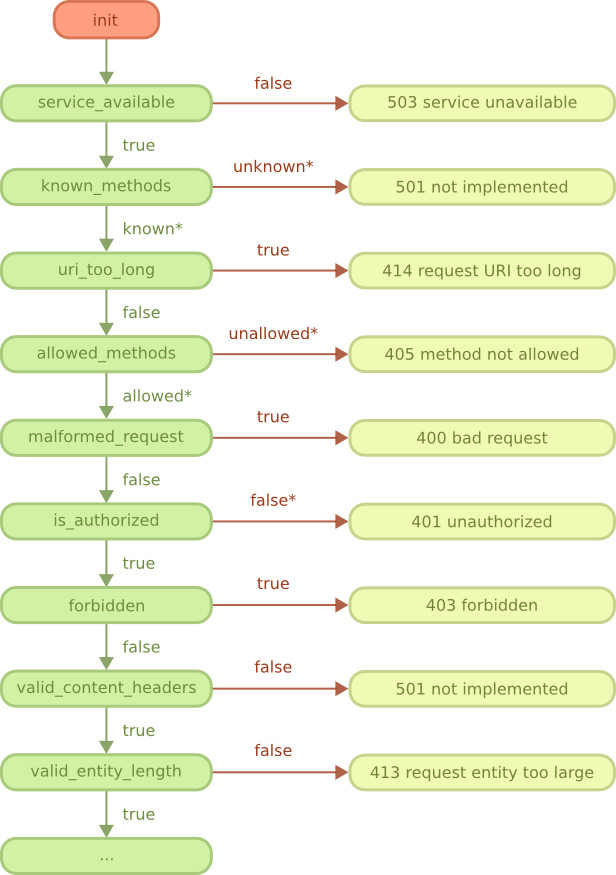 init
false
service_available
503 service unavailable
true
unknown*
known_methods
501 not implemented
known*
true
uri_too_long
414 request URI too long
false
unallowed*
allowed_methods
405 method not allowed
allowed*
true
malformed_request
400 bad request
false
false*
is_authorized
401 unauthorized
true
true
forbidden
403 forbidden
false
false
valid_content_headers
501 not implemented
true
false
valid_entity_length
413 request entity too large
true
...